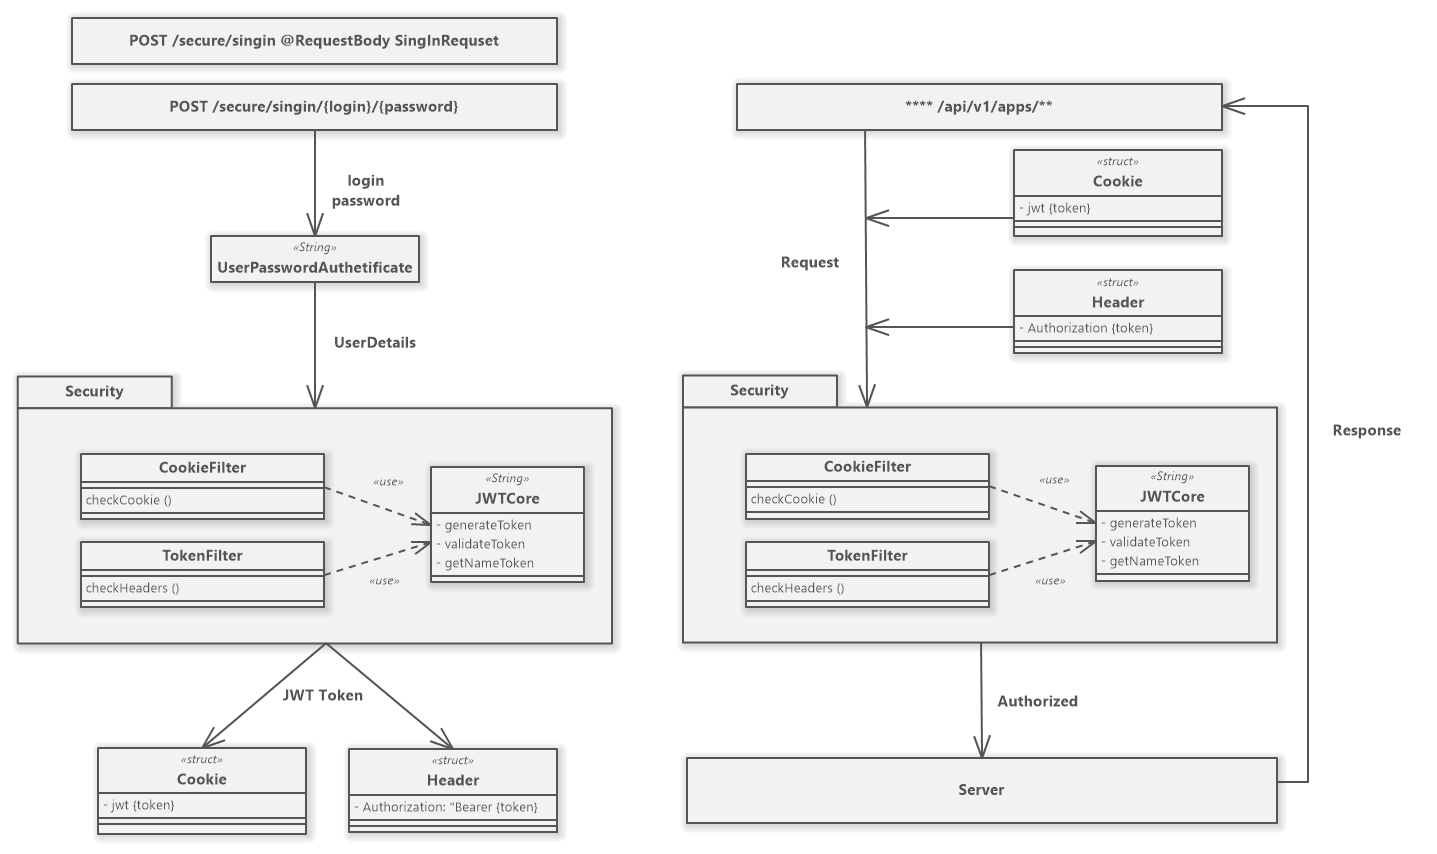 POST /secure/singin @RequestBody SingInRequset
POST /secure/singin/{login}/{password}
login
password
«String»
UserPasswordAuthetificate
UserDetails
Security
CookieFilter
checkCookie ()
TokenFilter
checkHeaders ()
«use»
«use»
«String»
JWTCore
- generateToken
- validateToken
- getNameToken
JWT Token
«struct»
Cookie
- jwt {token}
«struct»
Header
- Authorization: "Bearer {token}
**** /api/v1/apps/**
«struct»
Cookie
- jwt {token}
Request
«struct»
Header
- Authorization {token}
Security
CookieFilter
checkCookie ()
TokenFilter
checkHeaders ()
«use»
«use»
«String»
JWTCore
- generateToken
- validateToken
- getNameToken
Response
Authorized
Server